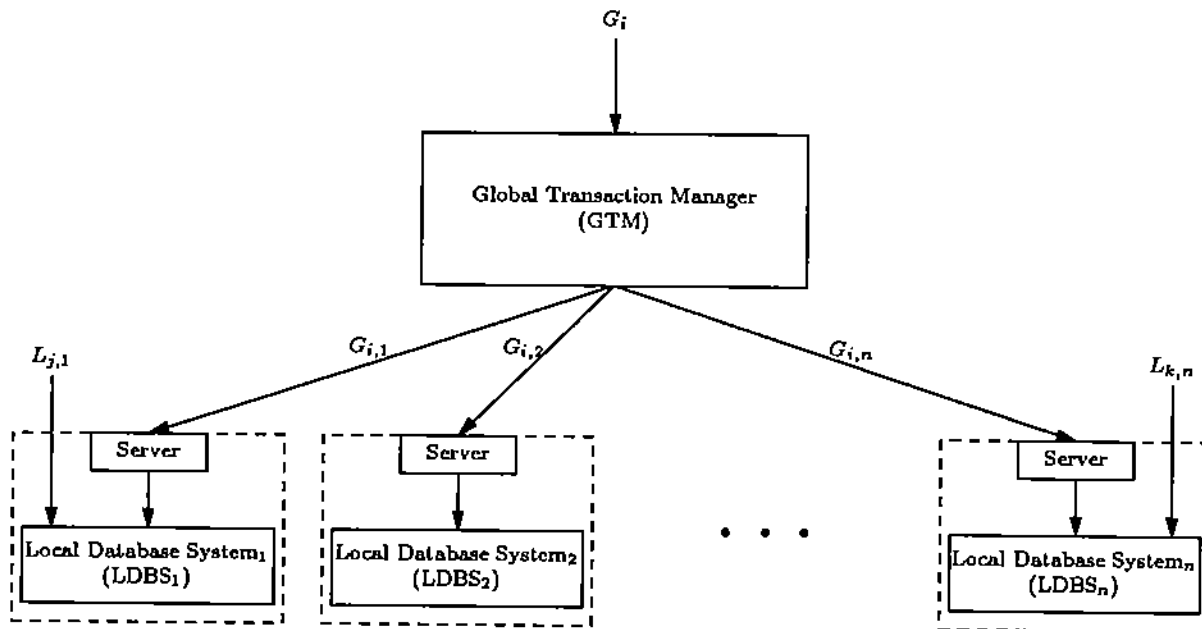 G_i
Global Transaction Manager
(GTM)
G_{i,1}
G_{i,2}
G_{i,n}
L_{j,1}
L_{k,n}
Server
Server
Server
Local Database System_1
(LDBS_1)
Local Database System_2
(LDBS_2)
• • •
Local Database System_n
(LDBS_n)